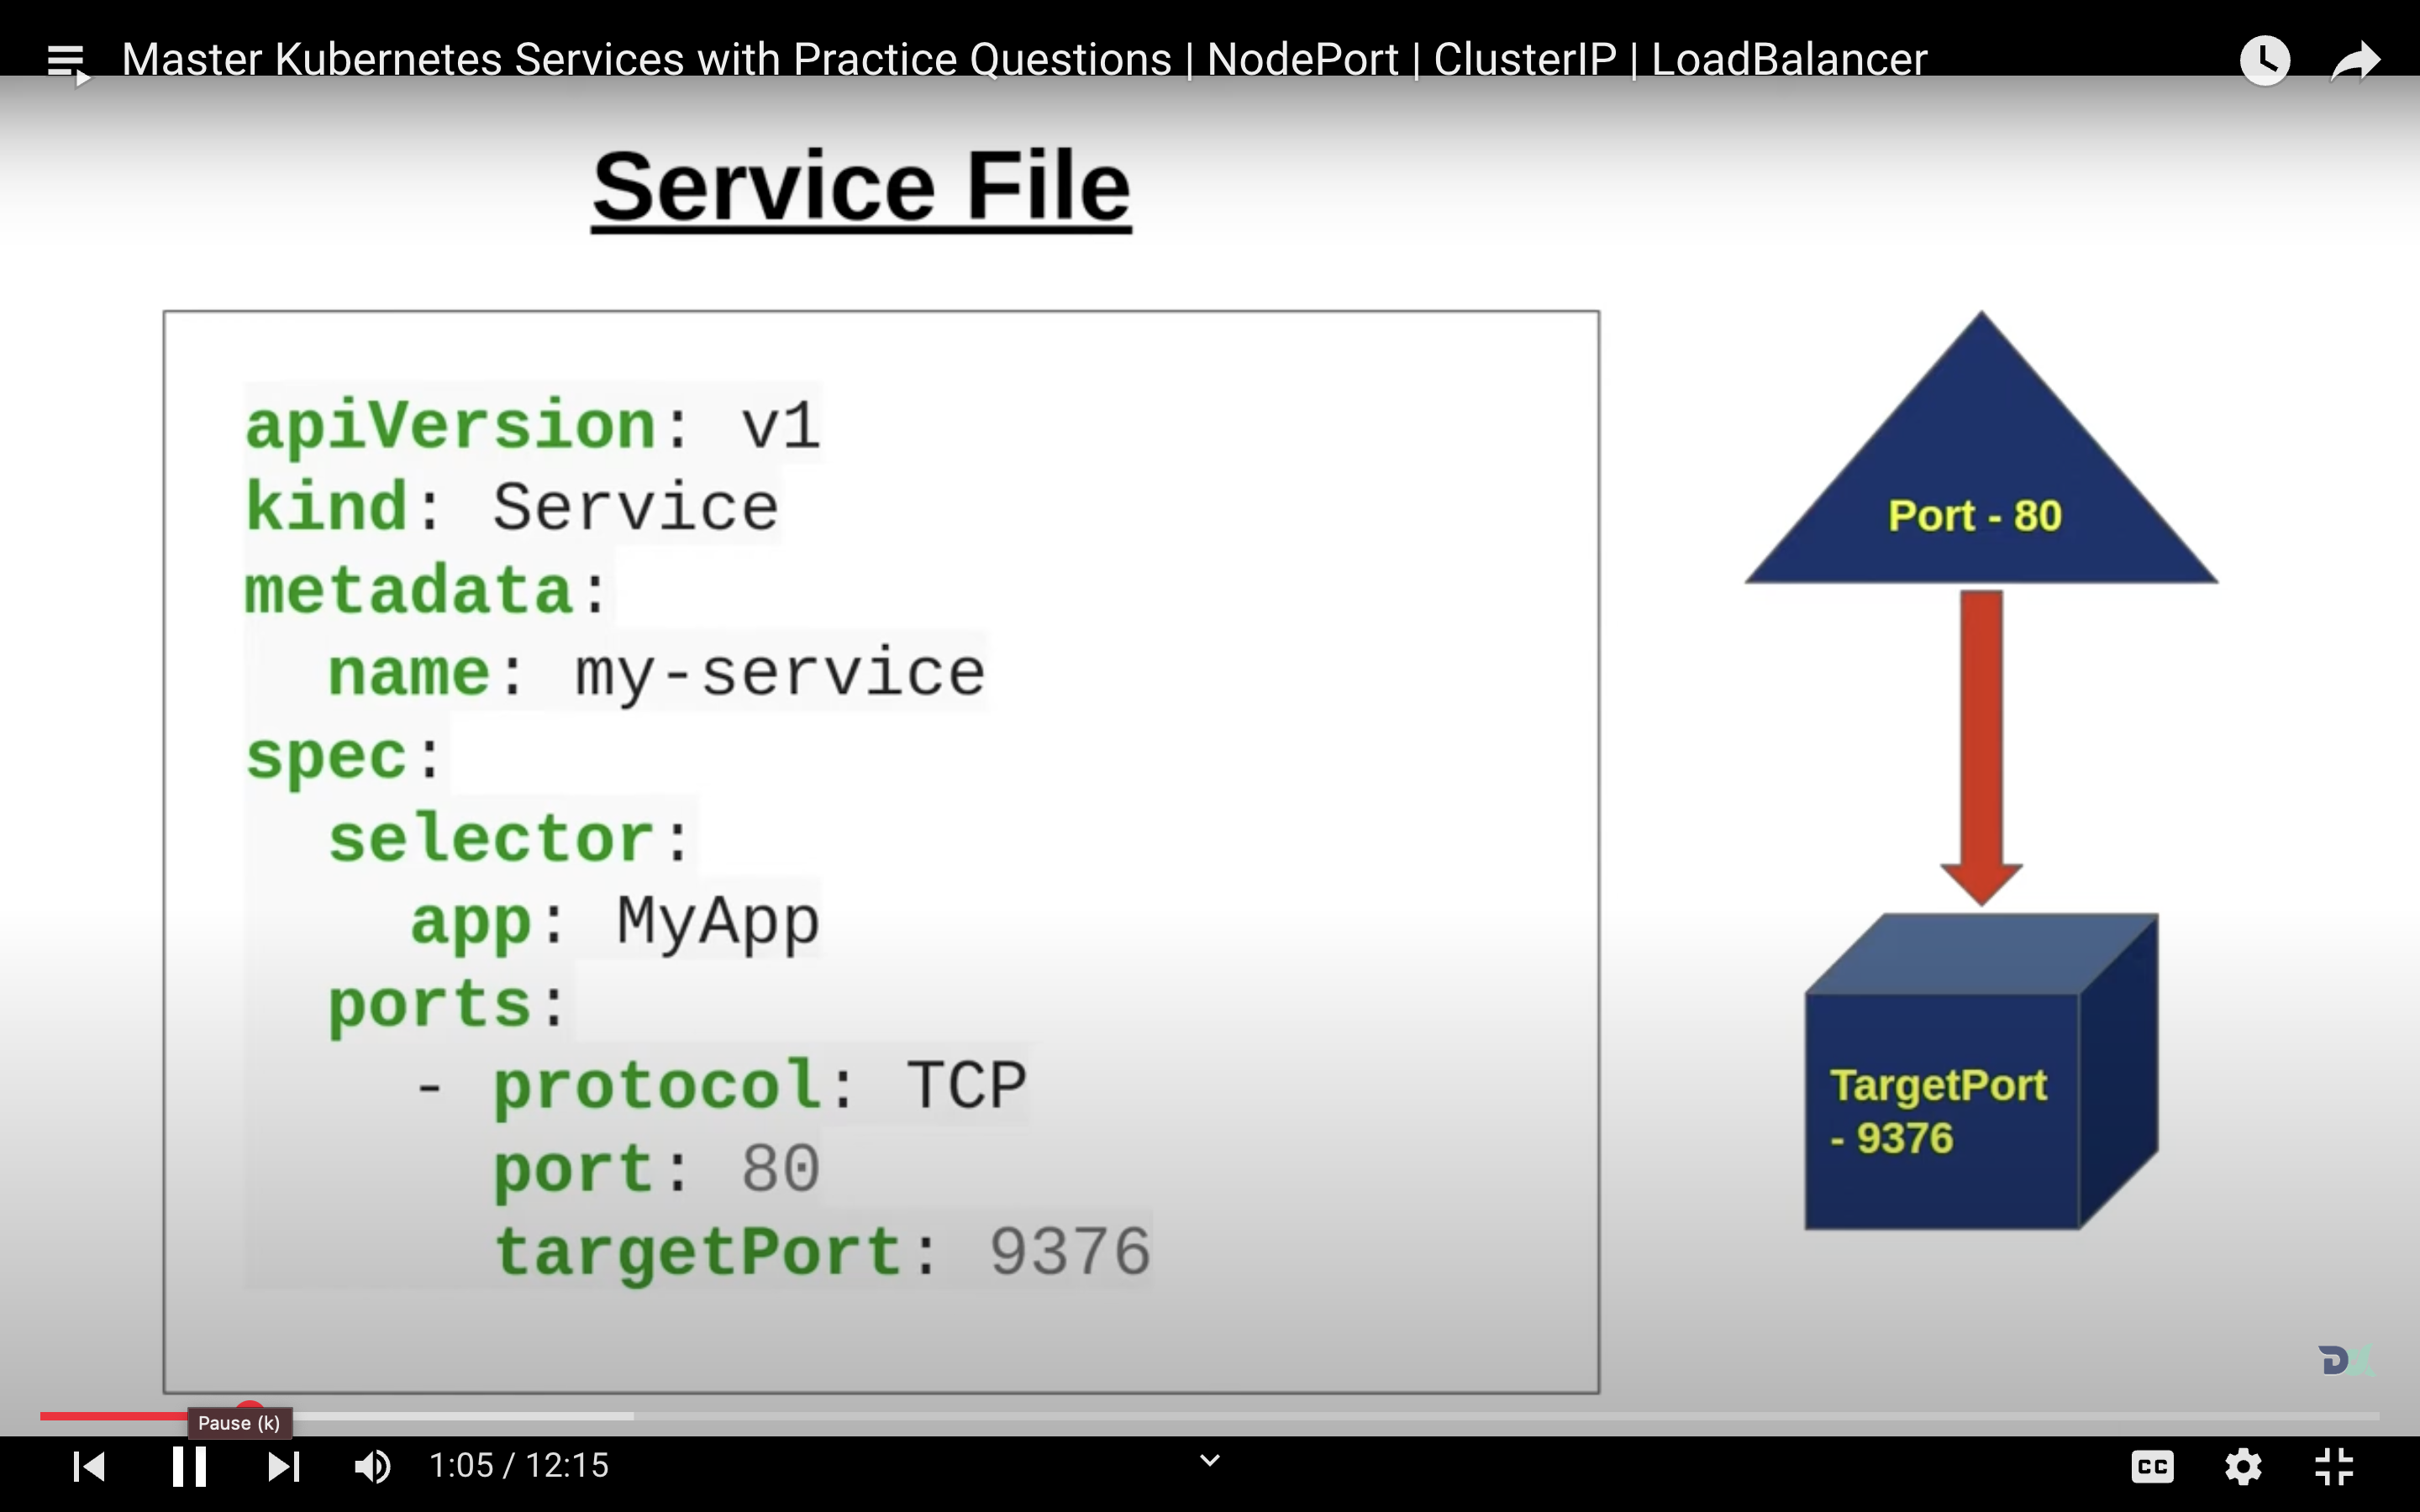 Master Kubernetes Services with Practice Questions | NodePort | ClusterIP | LoadBalancer
Service File
apiVersion: v1
kind: Service
metadata:
  name: my-service
spec:
  selector:
    app: MyApp
  ports:
    - protocol: TCP
      port: 80
      targetPort: 9376
Port - 80
TargetPort
- 9376
DX
Pause (k)
1:05 / 12:15
CC